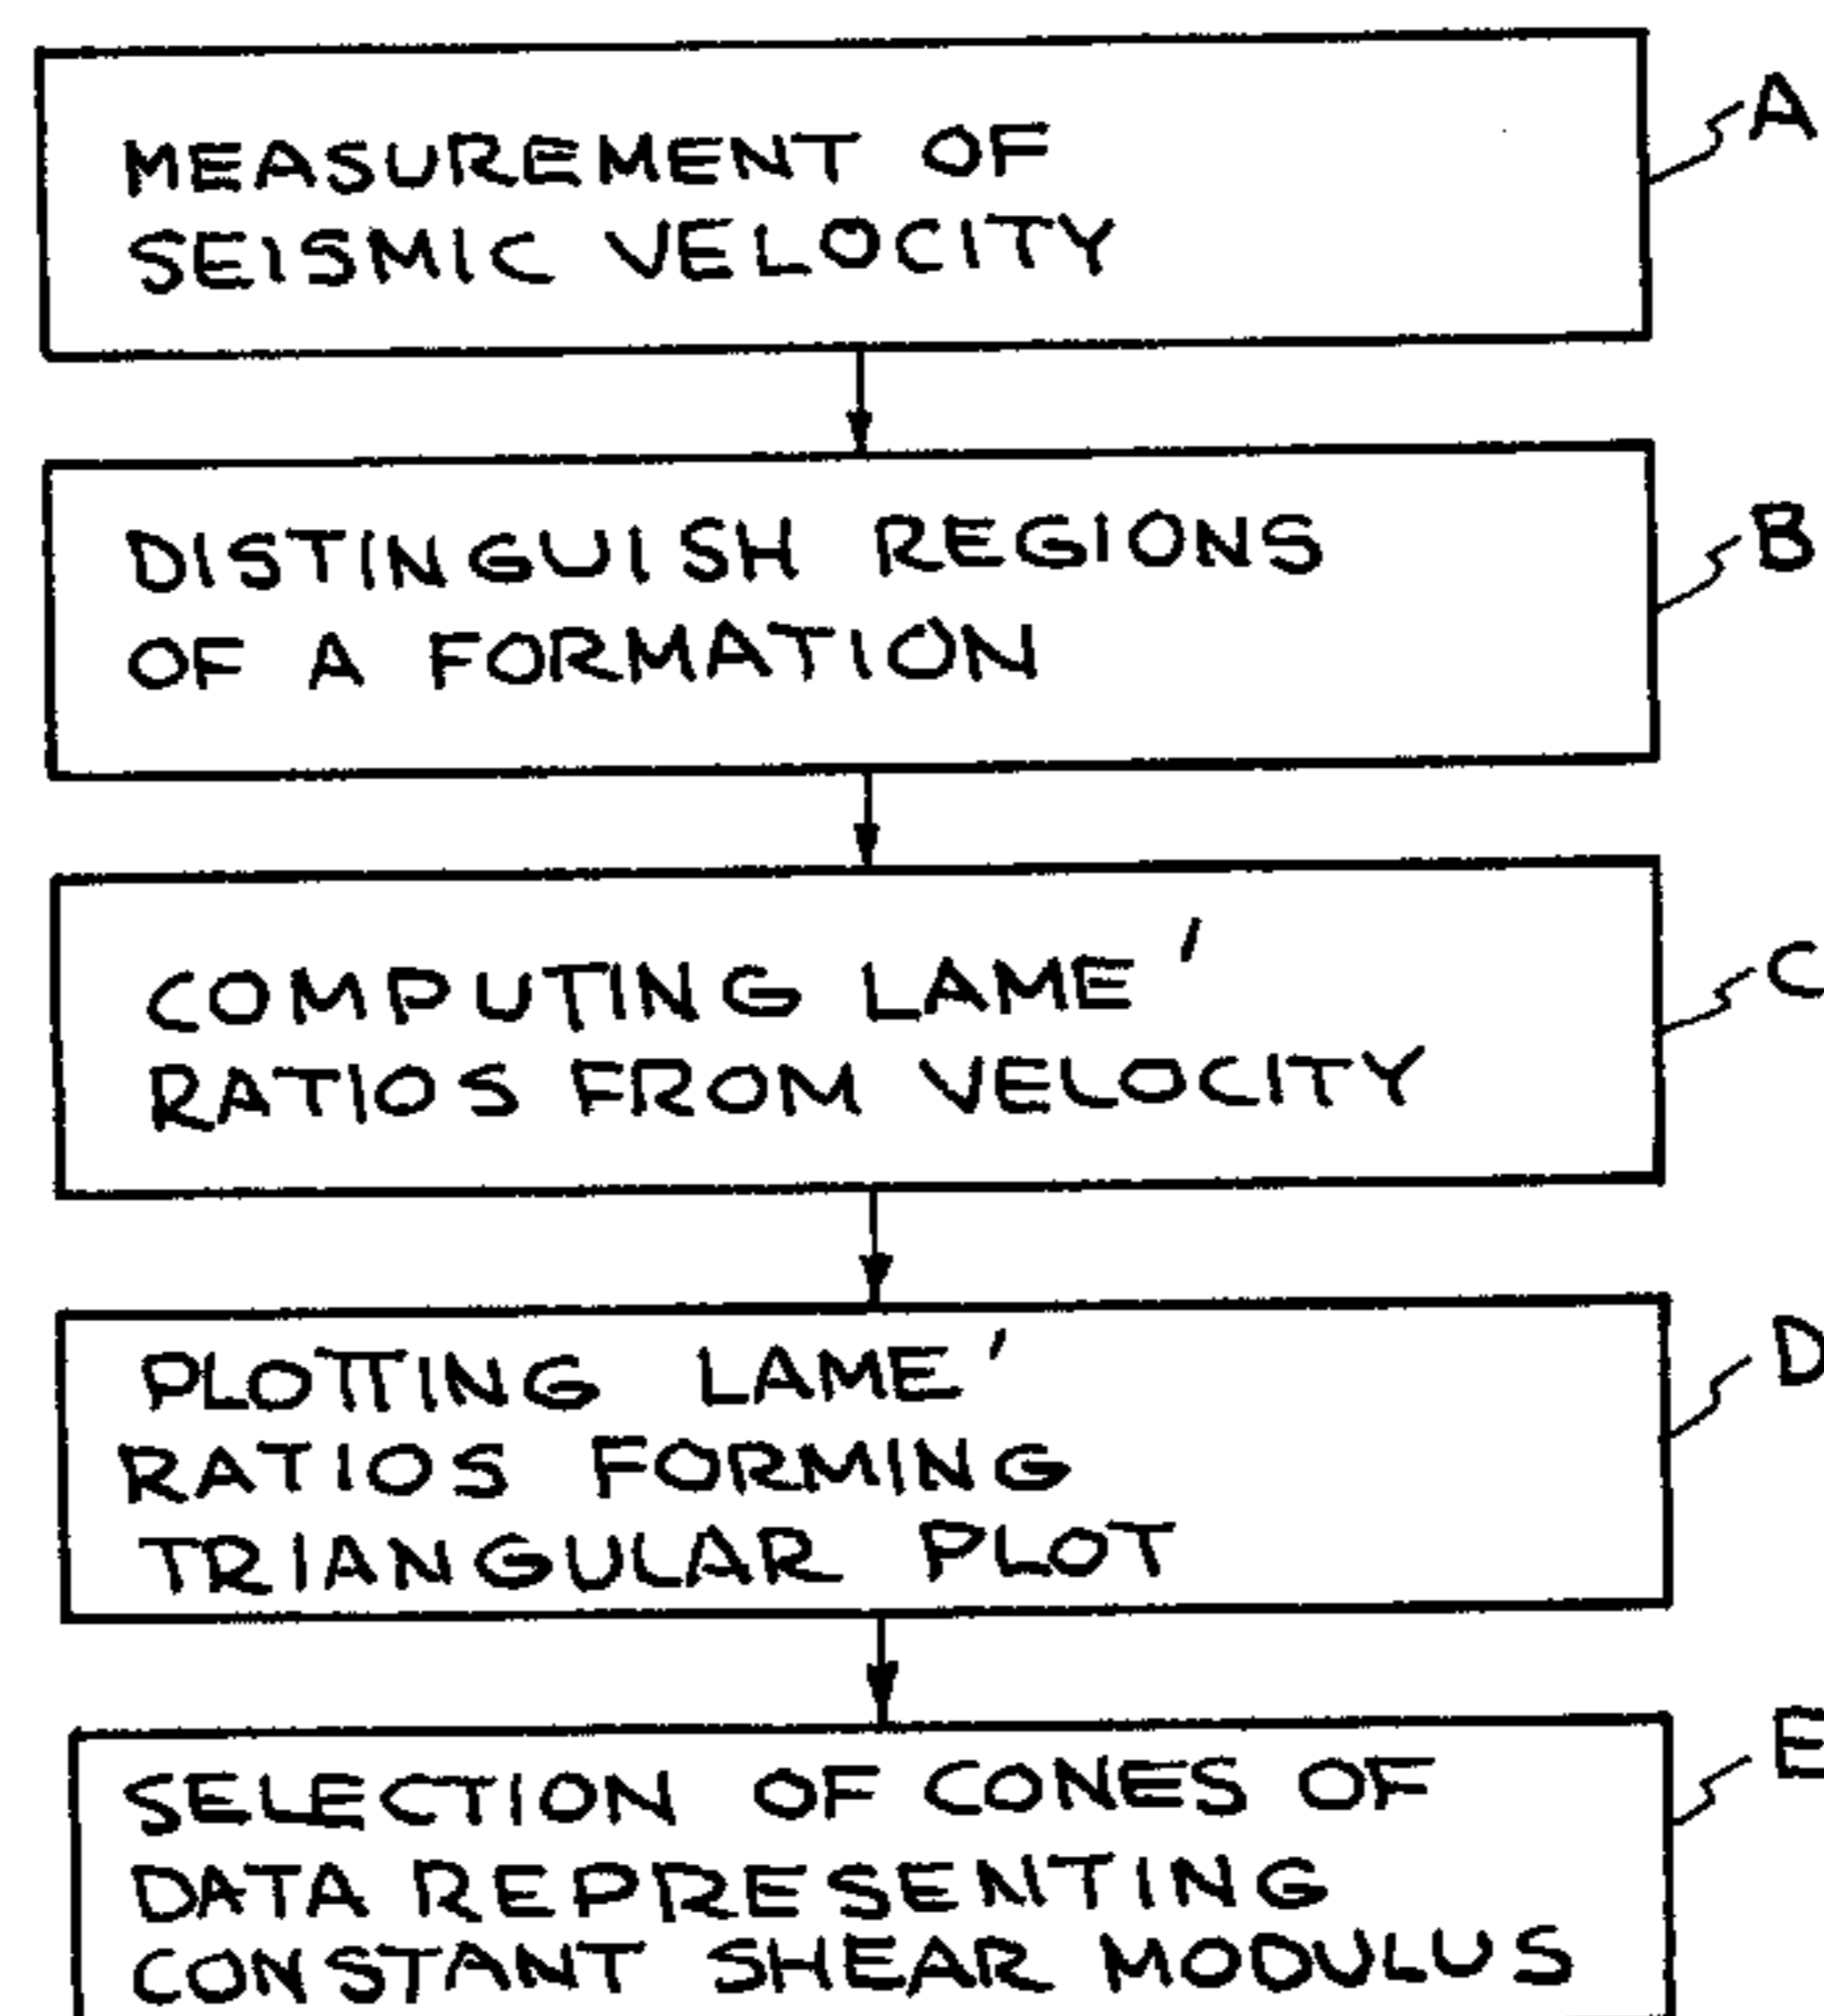 MEASUREMENT OF
SEISMIC VELOCITY
A
DISTINGUISH REGIONS
OF A FORMATION
B
COMPUTING LAME'
RATIOS FROM VELOCITY
C
PLOTTING LAME'
RATIOS FORMING
TRIANGULAR PLOT
D
SELECTION OF CONES OF
DATA REPRESENTING
CONSTANT SHEAR MODULUS
E